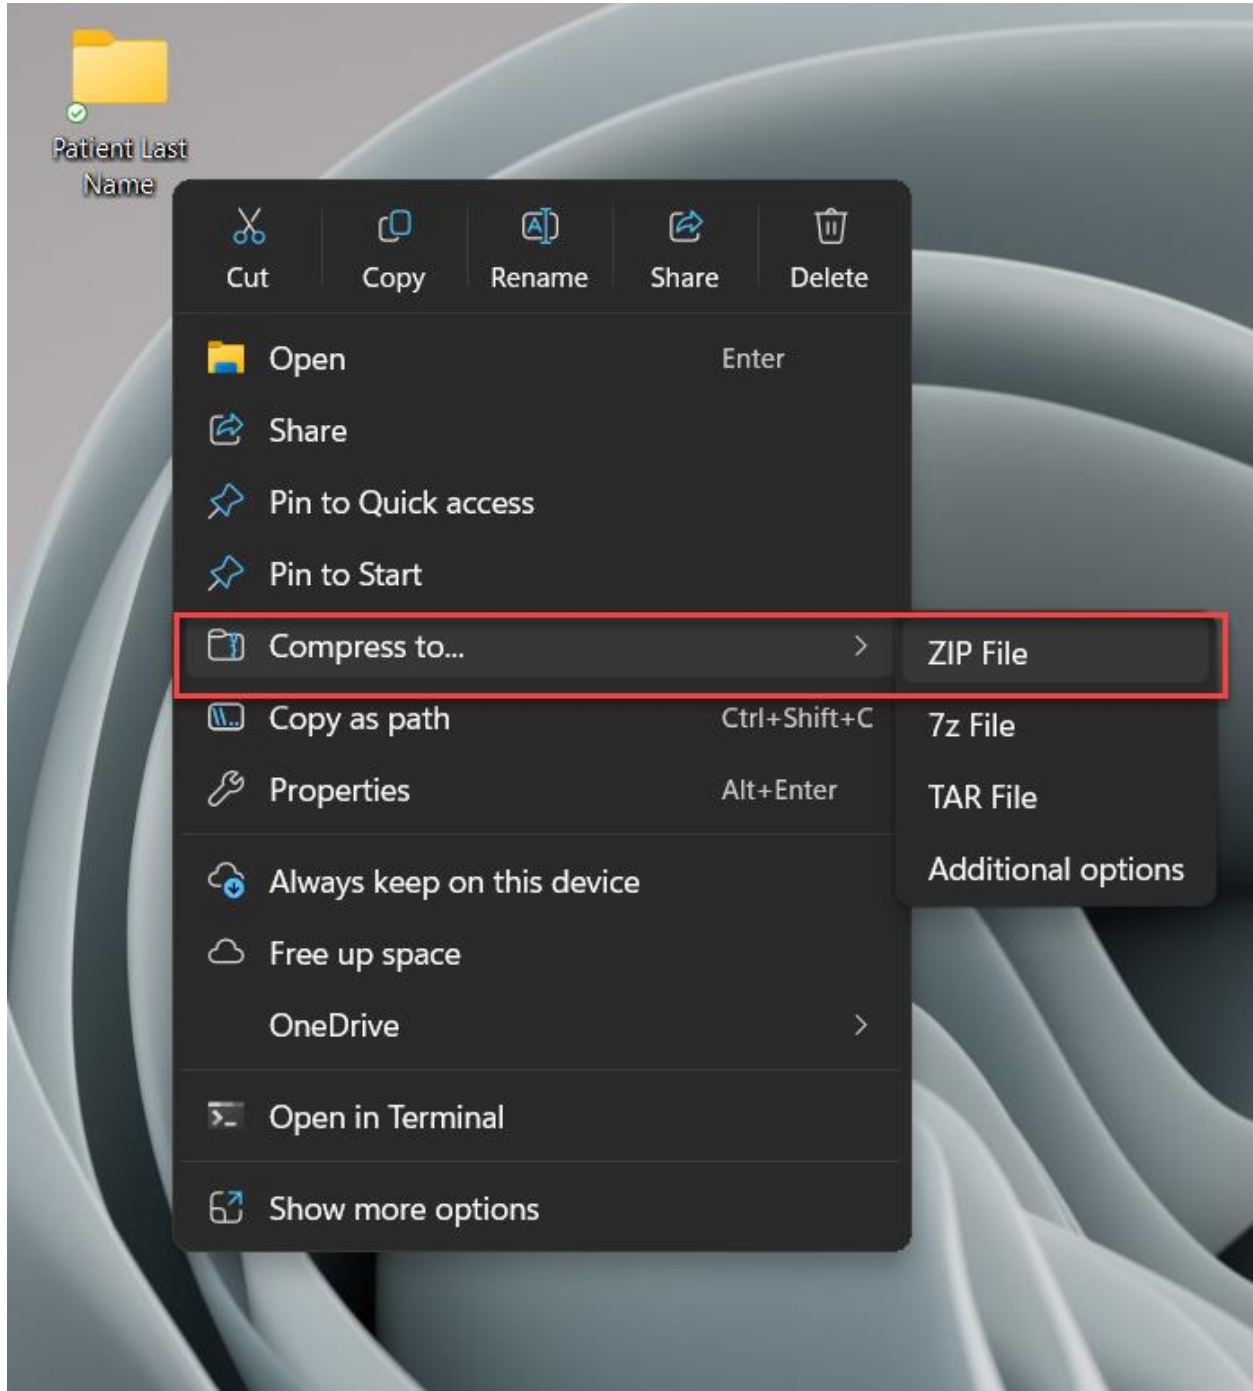 Patient Last
Name
Cut Copy Rename Share Delete
Open Enter
Share
Pin to Quick access
Pin to Start
Compress to... ZIP File
Copy as path Ctrl+Shift+C 7z File
Properties Alt+Enter TAR File
Always keep on this device Additional options
Free up space
OneDrive
Open in Terminal
Show more options